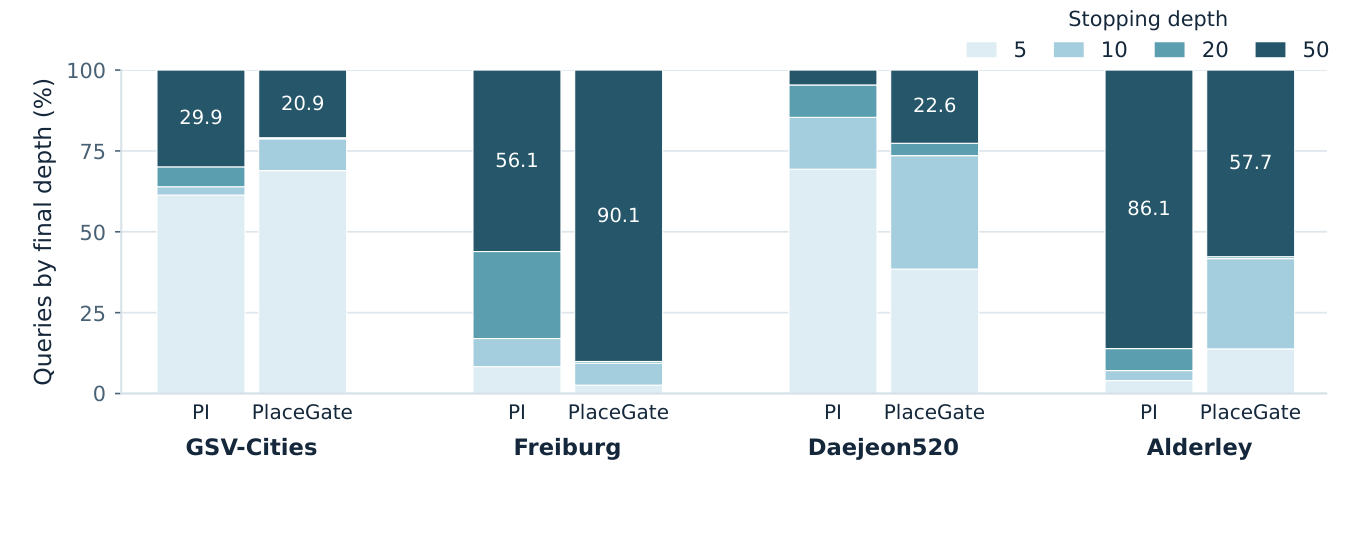 Stopping depth
5 10 20 50
Queries by final depth (%)
100
75
50
25
0
29.9 20.9 56.1 90.1 22.6 86.1 57.7
PI PlaceGate PI PlaceGate PI PlaceGate PI PlaceGate
GSV-Cities Freiburg Daejeon520 Alderley